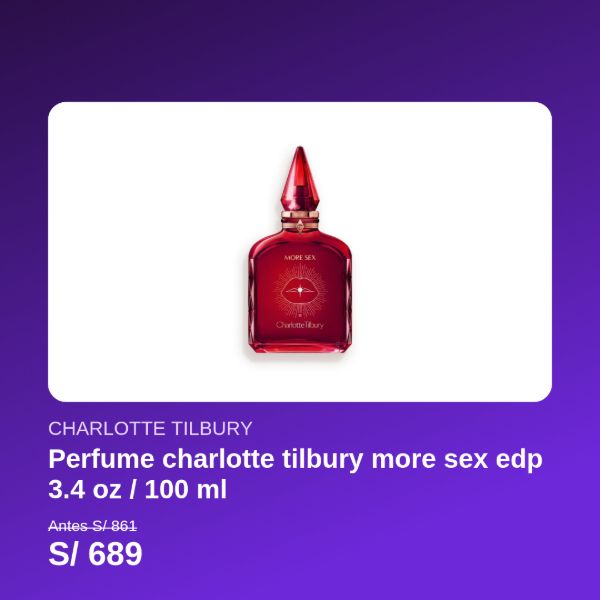 MORE SEX
Charlotte Tilbury
CHARLOTTE TILBURY
Perfume charlotte tilbury more sex edp
3.4 oz / 100 ml
Antes S/ 861
S/ 689